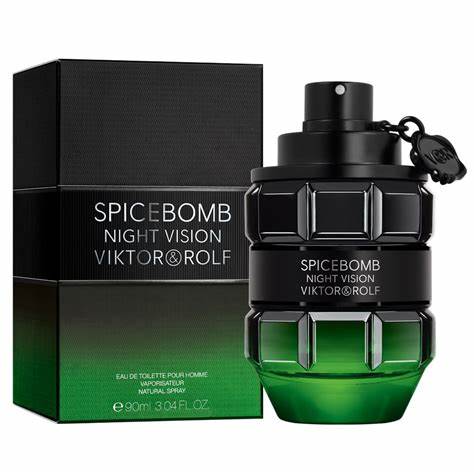 SPICEBOMB
NIGHT VISION
VIKTOR&ROLF
EAU DE TOILETTE POUR HOMME
VAPORISATEUR
NATURAL SPRAY
℮90ml 3.04 FL.OZ.
SPICEBOMB
NIGHT VISION
VIKTOR&ROLF
V&R